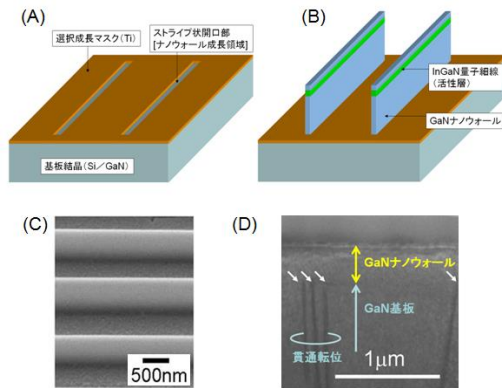 (A)
選択成長マスク(Ti)
ストライプ状開口部
[ナノウォール成長領域]
基板結晶(Si/GaN)
(B)
InGaN量子細線
(活性層)
GaNナノウォール
(C)
500nm
(D)
GaNナノウォール
GaN基板
貫通転位
1μm